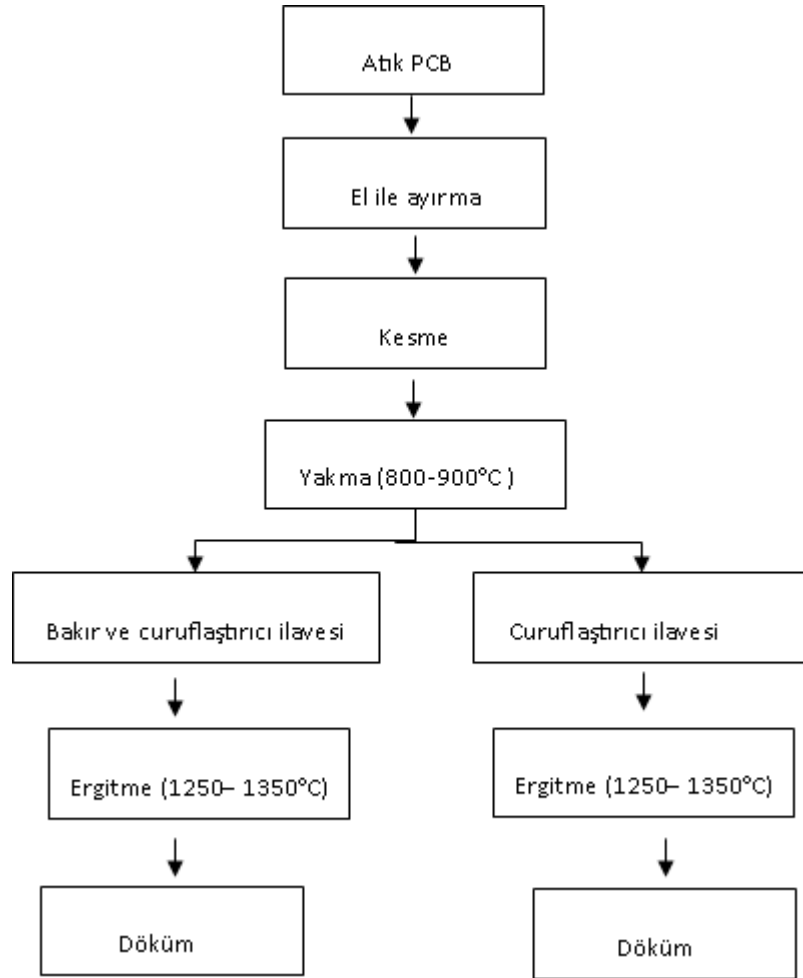 Atık PCB
El ile ayırma
Kesme
Yakma (800-900°C )
Bakır ve curuflaştırıcı ilavesi
Curuflaştırıcı ilavesi
Ergitme (1250– 1350°C)
Ergitme (1250– 1350°C)
Döküm
Döküm